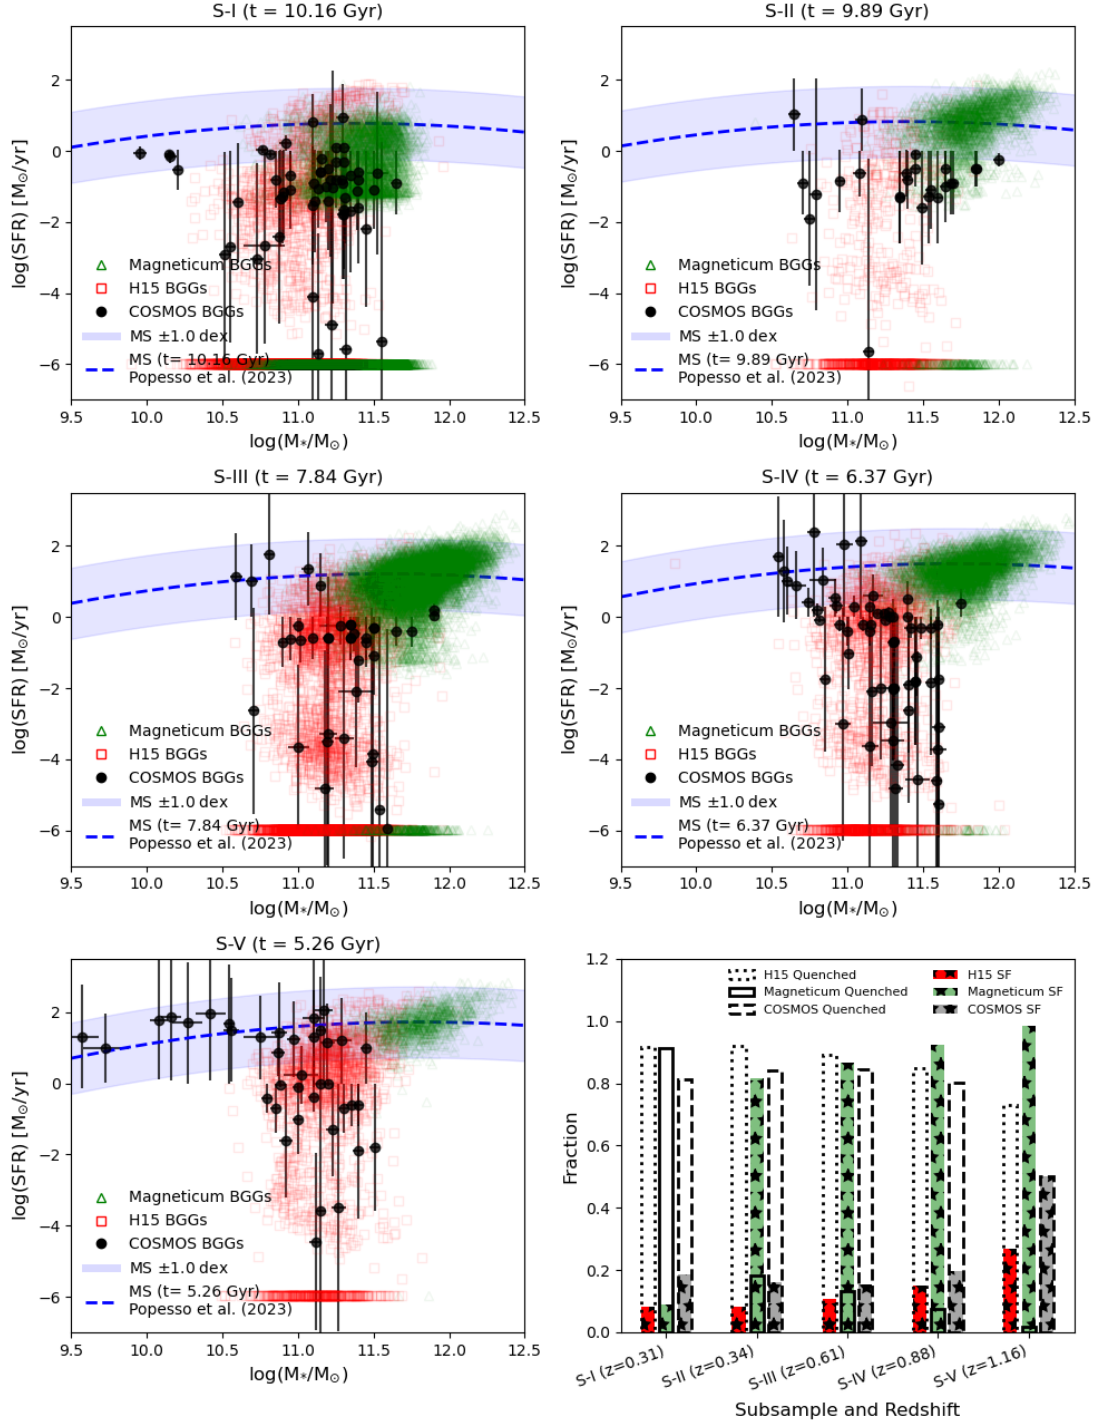 S-I (t = 10.16 Gyr)
log(SFR) [M⊙/yr]
2
0
−2
−4
−6
Magneticum BGGs
H15 BGGs
COSMOS BGGs
MS ±1.0 dex
MS (t= 10.16 Gyr)
Popesso et al. (2023)
9.5 10.0 10.5 11.0 11.5 12.0 12.5
log(M*/M⊙)
S-II (t = 9.89 Gyr)
log(SFR) [M⊙/yr]
2
0
−2
−4
−6
Magneticum BGGs
H15 BGGs
COSMOS BGGs
MS ±1.0 dex
MS (t= 9.89 Gyr)
Popesso et al. (2023)
9.5 10.0 10.5 11.0 11.5 12.0 12.5
log(M*/M⊙)
S-III (t = 7.84 Gyr)
log(SFR) [M⊙/yr]
2
0
−2
−4
−6
Magneticum BGGs
H15 BGGs
COSMOS BGGs
MS ±1.0 dex
MS (t= 7.84 Gyr)
Popesso et al. (2023)
9.5 10.0 10.5 11.0 11.5 12.0 12.5
log(M*/M⊙)
S-IV (t = 6.37 Gyr)
log(SFR) [M⊙/yr]
2
0
−2
−4
−6
Magneticum BGGs
H15 BGGs
COSMOS BGGs
MS ±1.0 dex
MS (t= 6.37 Gyr)
Popesso et al. (2023)
9.5 10.0 10.5 11.0 11.5 12.0 12.5
log(M*/M⊙)
S-V (t = 5.26 Gyr)
log(SFR) [M⊙/yr]
2
0
−2
−4
−6
Magneticum BGGs
H15 BGGs
COSMOS BGGs
MS ±1.0 dex
MS (t= 5.26 Gyr)
Popesso et al. (2023)
9.5 10.0 10.5 11.0 11.5 12.0 12.5
log(M*/M⊙)
Fraction
1.2
1.0
0.8
0.6
0.4
0.2
0.0
H15 Quenched
Magneticum Quenched
COSMOS Quenched
H15 SF
Magneticum SF
COSMOS SF
S-I (z=0.31)
S-II (z=0.34)
S-III (z=0.61)
S-IV (z=0.88)
S-V (z=1.16)
Subsample and Redshift